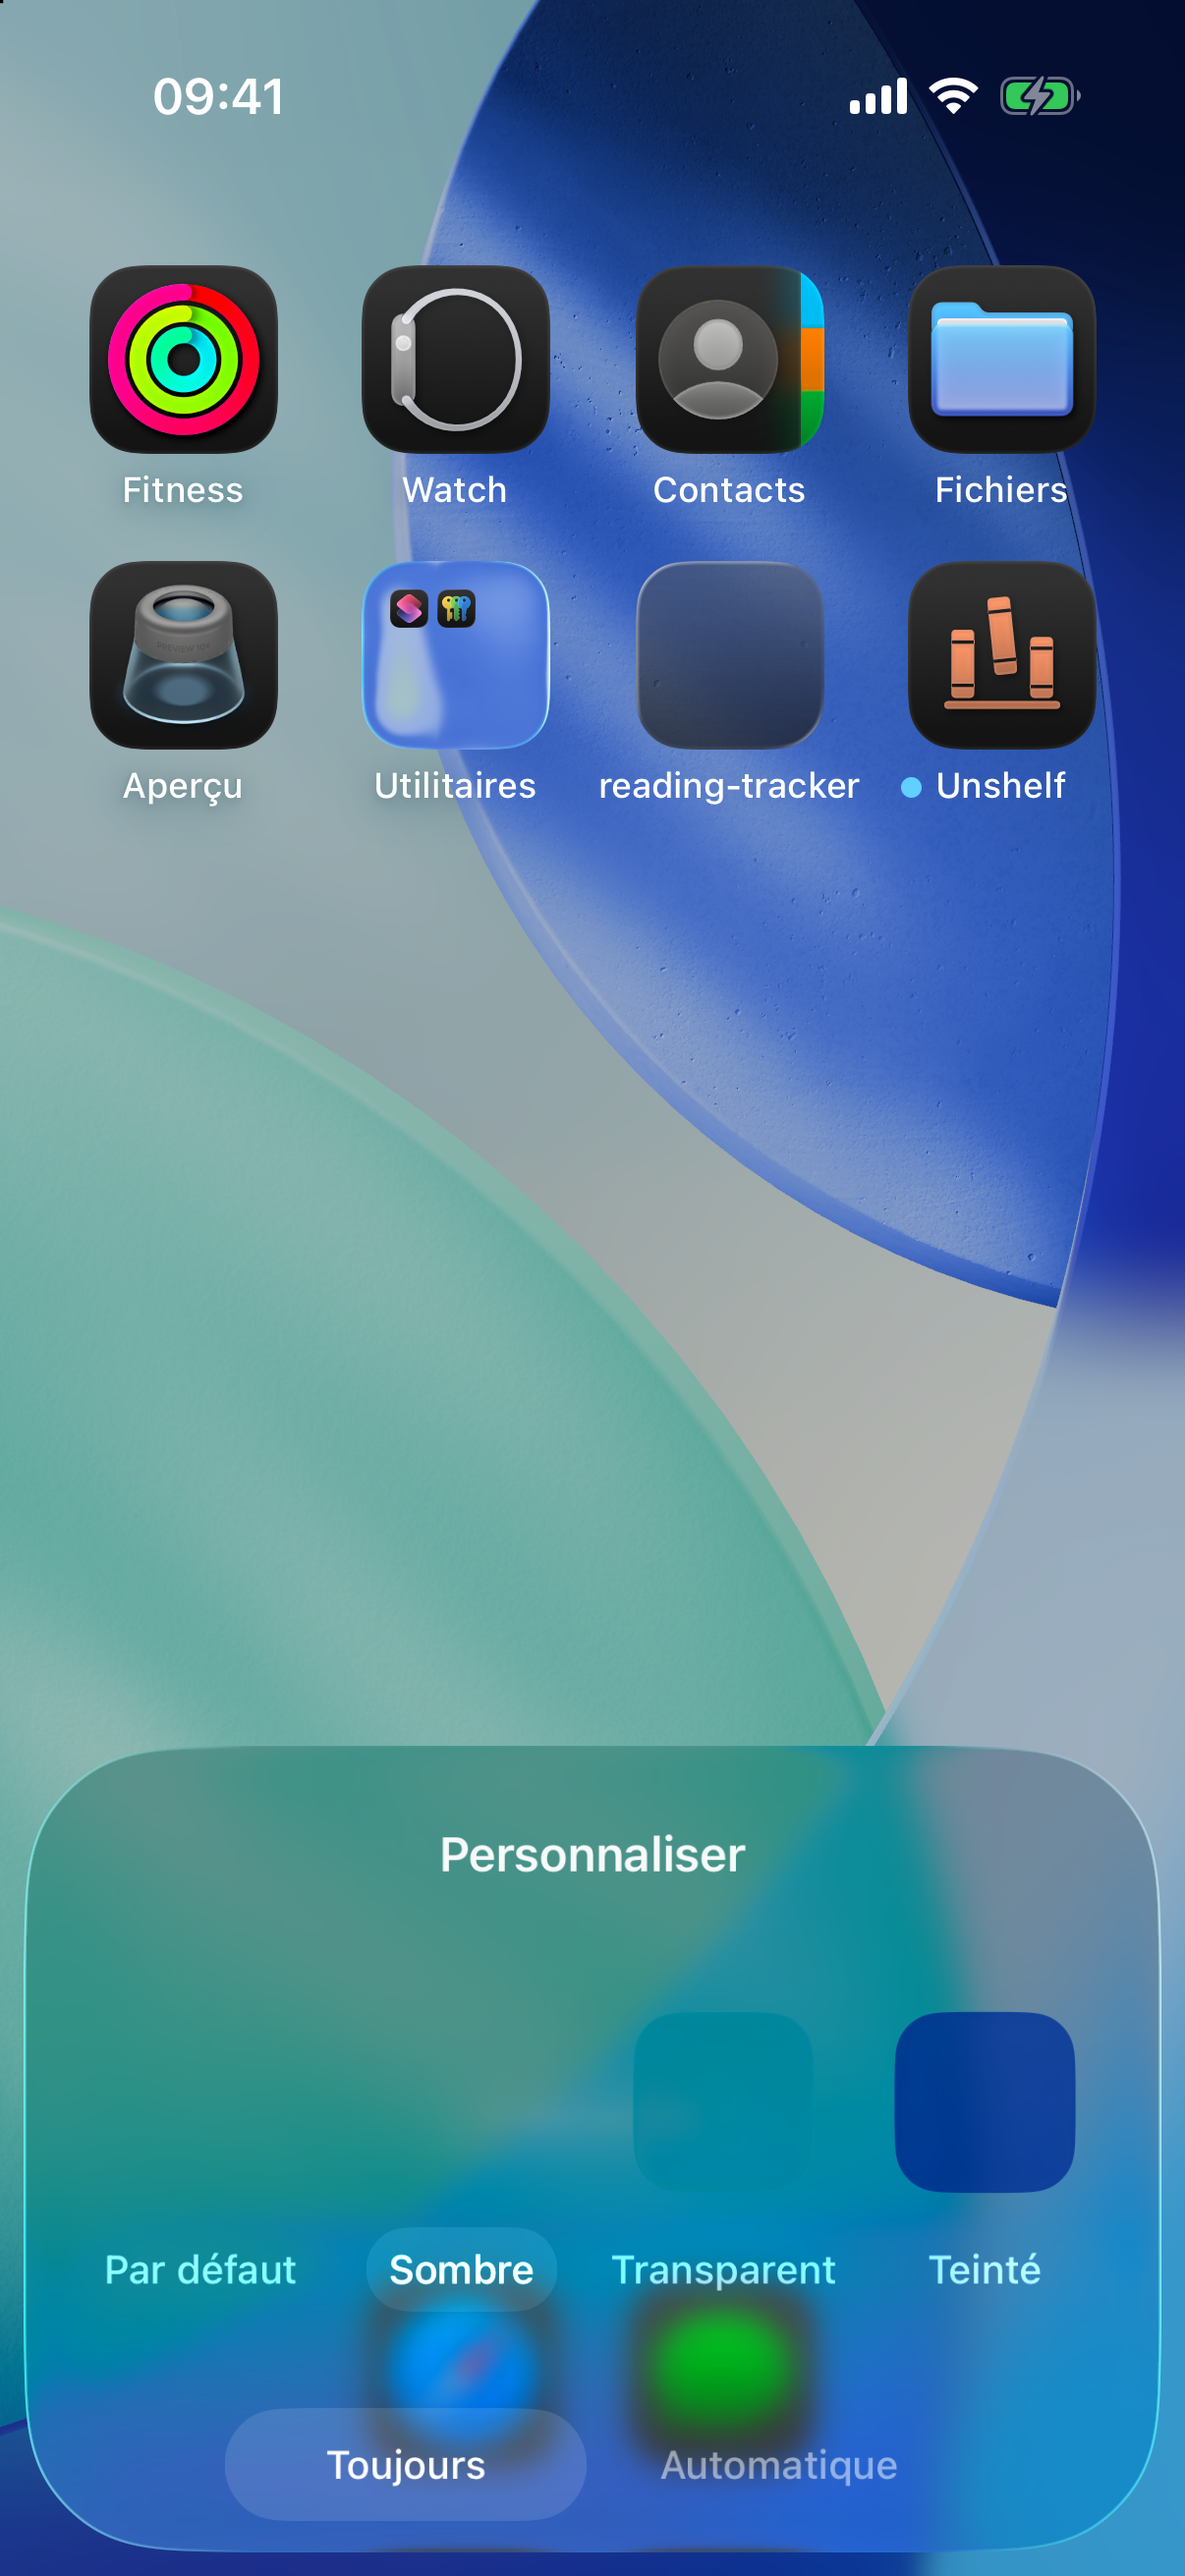 09:41
Fitness
Watch
Contacts
Fichiers
Aperçu
Utilitaires
reading-tracker
Unshelf
Personnaliser
Par défaut
Sombre
Transparent
Teinté
Toujours
Automatique